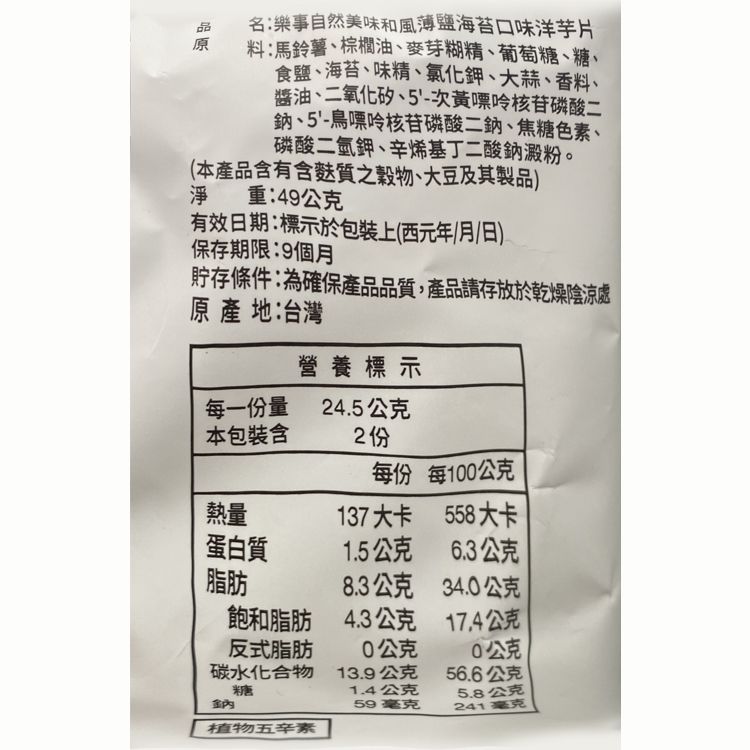 品　名:樂事自然美味和風薄鹽海苔口味洋芋片
原　料:馬鈴薯、棕櫚油、麥芽糊精、葡萄糖、糖、
食鹽、海苔、味精、氯化鉀、大蒜、香料、
醬油、二氧化矽、5'-次黃嘌呤核苷磷酸二
鈉、5'-鳥嘌呤核苷磷酸二鈉、焦糖色素、
磷酸二氫鉀、辛烯基丁二酸鈉澱粉。
(本產品含有含麩質之穀物、大豆及其製品)
淨　重:49公克
有效日期:標示於包裝上(西元年/月/日)
保存期限:9個月
貯存條件:為確保產品品質,產品請存放於乾燥陰涼處
原 產 地:台灣
營 養 標 示
每一份量 24.5公克
本包裝含 2份
每份 每100公克
熱量 137大卡 558大卡
蛋白質 1.5公克 6.3公克
脂肪 8.3公克 34.0公克
飽和脂肪 4.3公克 17.4公克
反式脂肪 0公克 0公克
碳水化合物 13.9公克 56.6公克
糖 1.4公克 5.8公克
鈉 59毫克 241毫克
植物五辛素